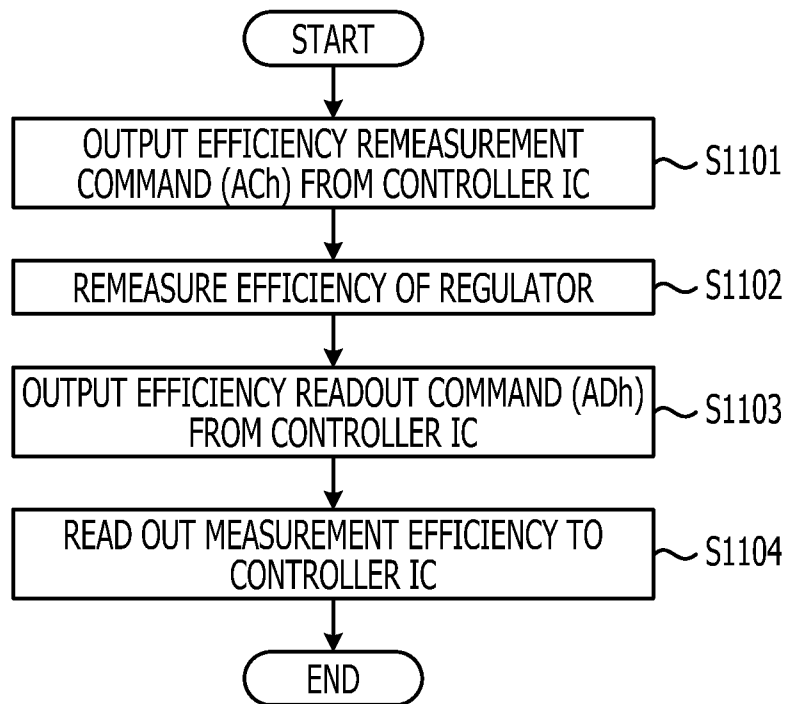 START
OUTPUT EFFICIENCY REMEASUREMENT
COMMAND (ACh) FROM CONTROLLER IC
S1101
REMEASURE EFFICIENCY OF REGULATOR
S1102
OUTPUT EFFICIENCY READOUT COMMAND (ADh)
FROM CONTROLLER IC
S1103
READ OUT MEASUREMENT EFFICIENCY TO
CONTROLLER IC
S1104
END